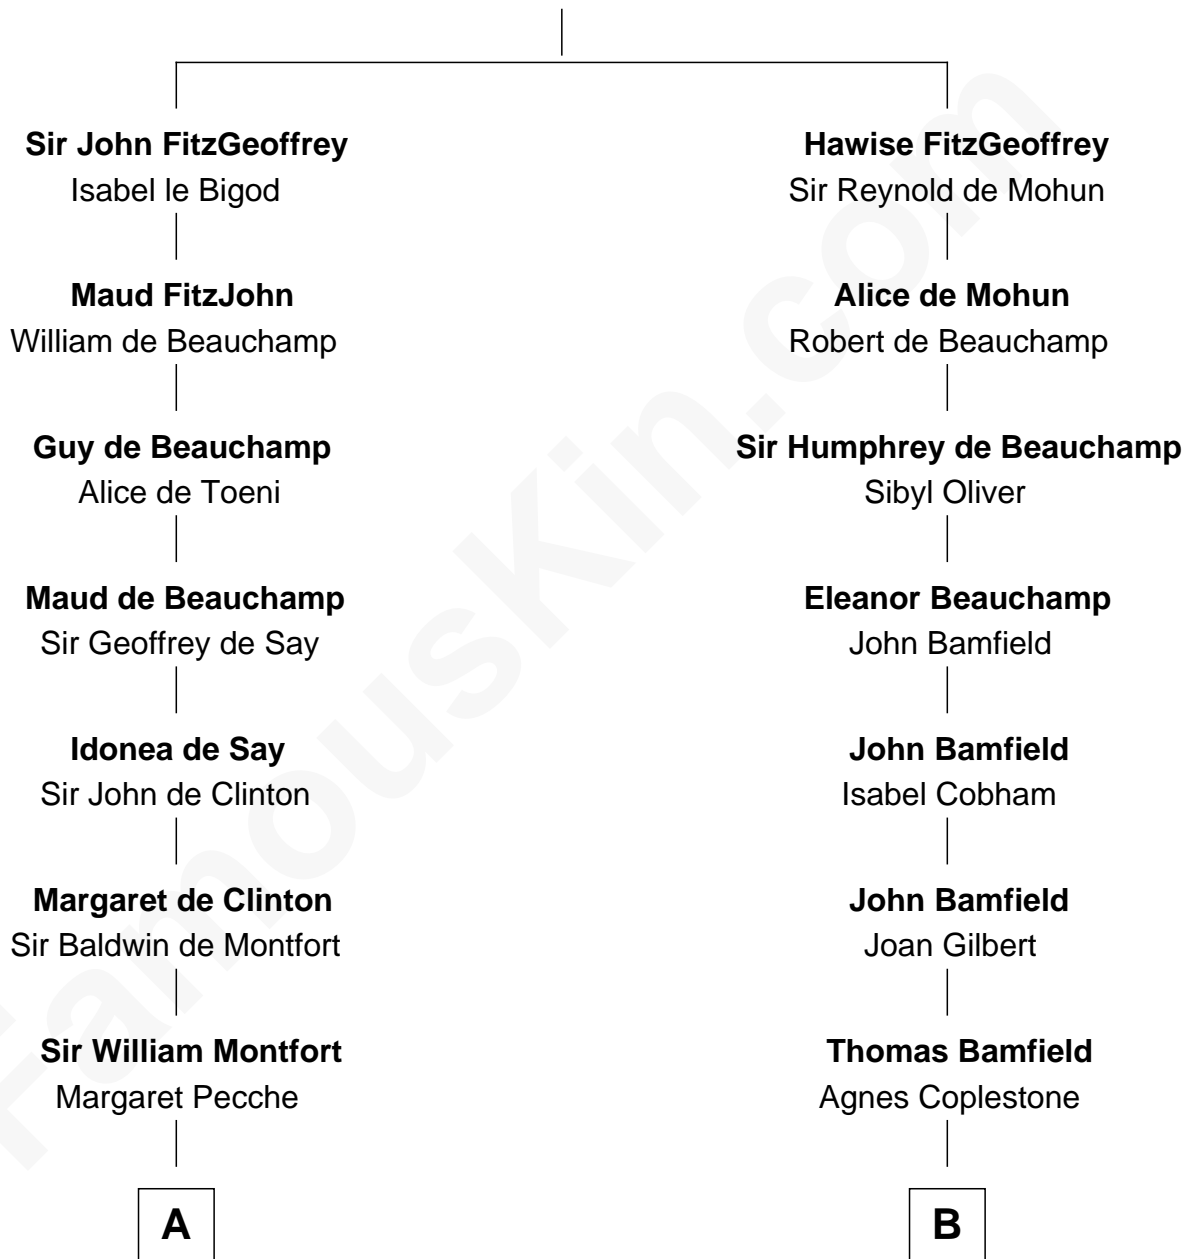 Sir John FitzGeoffrey
Isabel le Bigod
Maud FitzJohn
William de Beauchamp
Guy de Beauchamp
Alice de Toeni
Maud de Beauchamp
Sir Geoffrey de Say
Idonea de Say
Sir John de Clinton
Margaret de Clinton
Sir Baldwin de Montfort
Sir William Montfort
Margaret Pecche
A
Hawise FitzGeoffrey
Sir Reynold de Mohun
Alice de Mohun
Robert de Beauchamp
Sir Humphrey de Beauchamp
Sibyl Oliver
Eleanor Beauchamp
John Bamfield
John Bamfield
Isabel Cobham
John Bamfield
Joan Gilbert
Thomas Bamfield
Agnes Coplestone
B
FamousKin.com